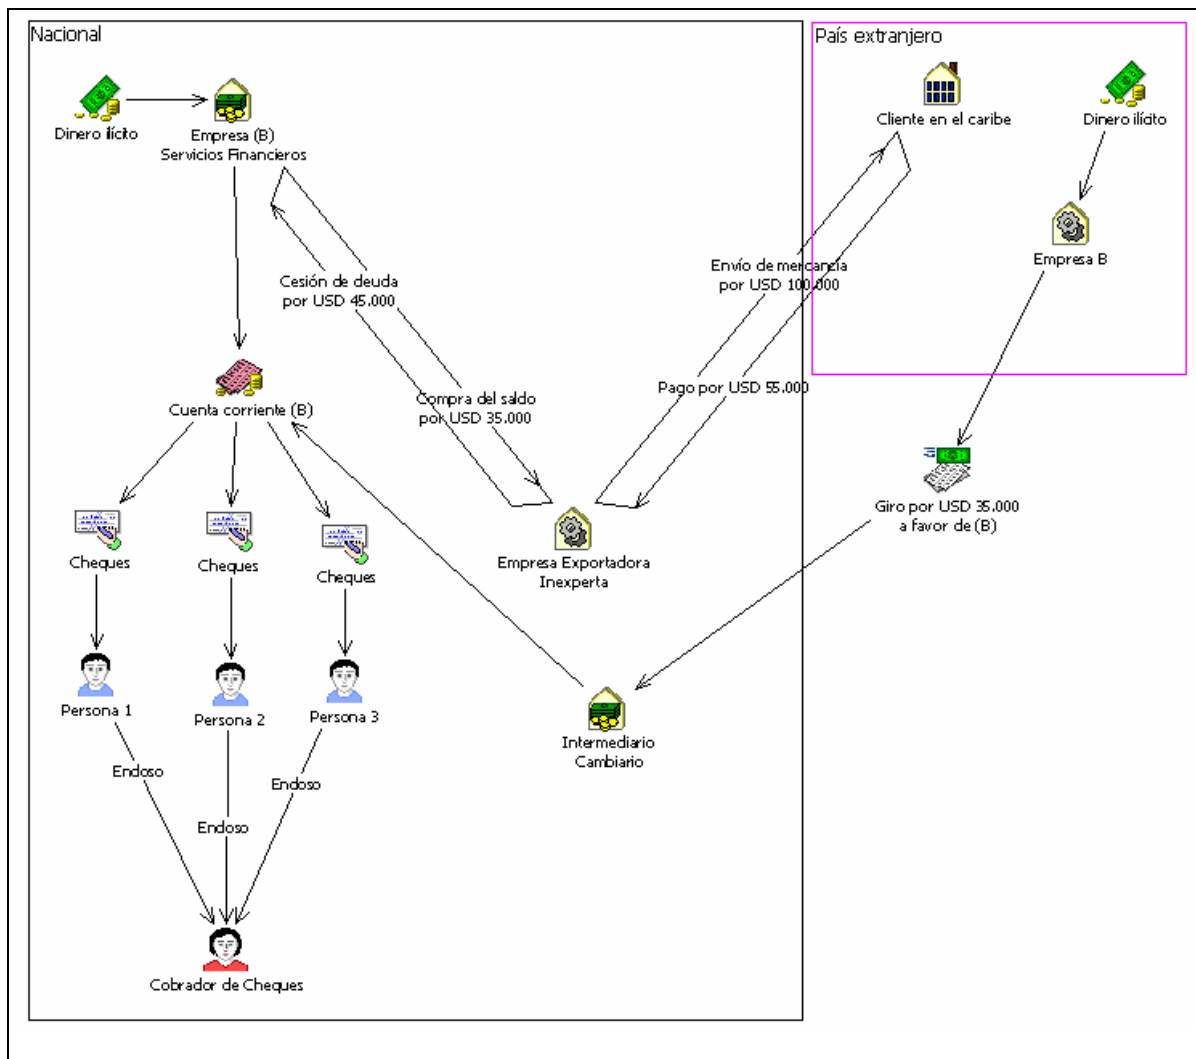 Nacional
País extranjero
Dinero ilícito
Empresa (B)
Servicios Financieros
Cliente en el caribe
Dinero ilícito
Empresa B
Cesión de deuda
por USD 45.000
Envío de mercancía
por USD 100.000
Compra del saldo
por USD 35.000
Pago por USD 55.000
Cuenta corriente (B)
Giro por USD 35.000
a favor de (B)
Cheques
Cheques
Cheques
Empresa Exportadora
Inexperta
Persona 1
Persona 2
Persona 3
Intermediario
Cambiario
Endoso
Endoso
Endoso
Cobrador de Cheques